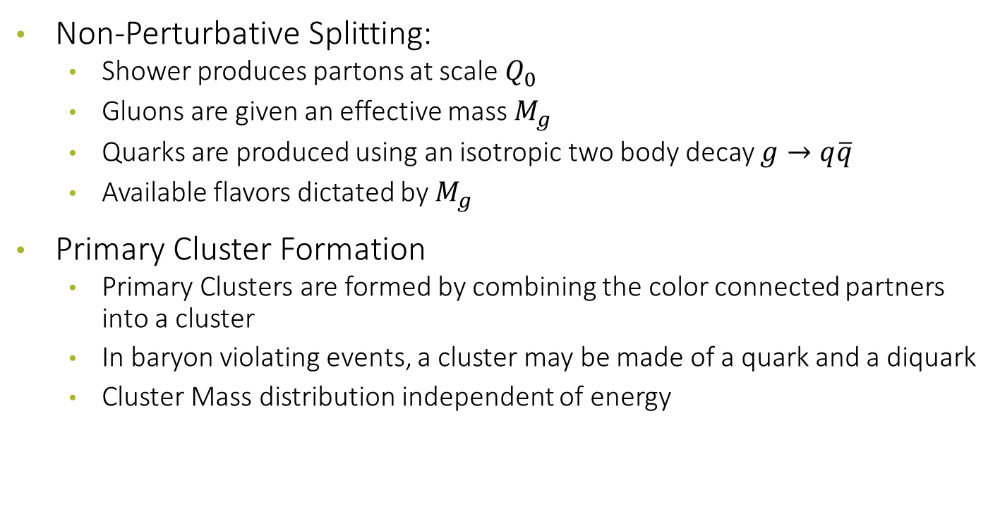 • Non-Perturbative Splitting:
• Shower produces partons at scale Q₀
• Gluons are given an effective mass M_g
• Quarks are produced using an isotropic two body decay g → qq̄
• Available flavors dictated by M_g
• Primary Cluster Formation
• Primary Clusters are formed by combining the color connected partners
into a cluster
• In baryon violating events, a cluster may be made of a quark and a diquark
• Cluster Mass distribution independent of energy